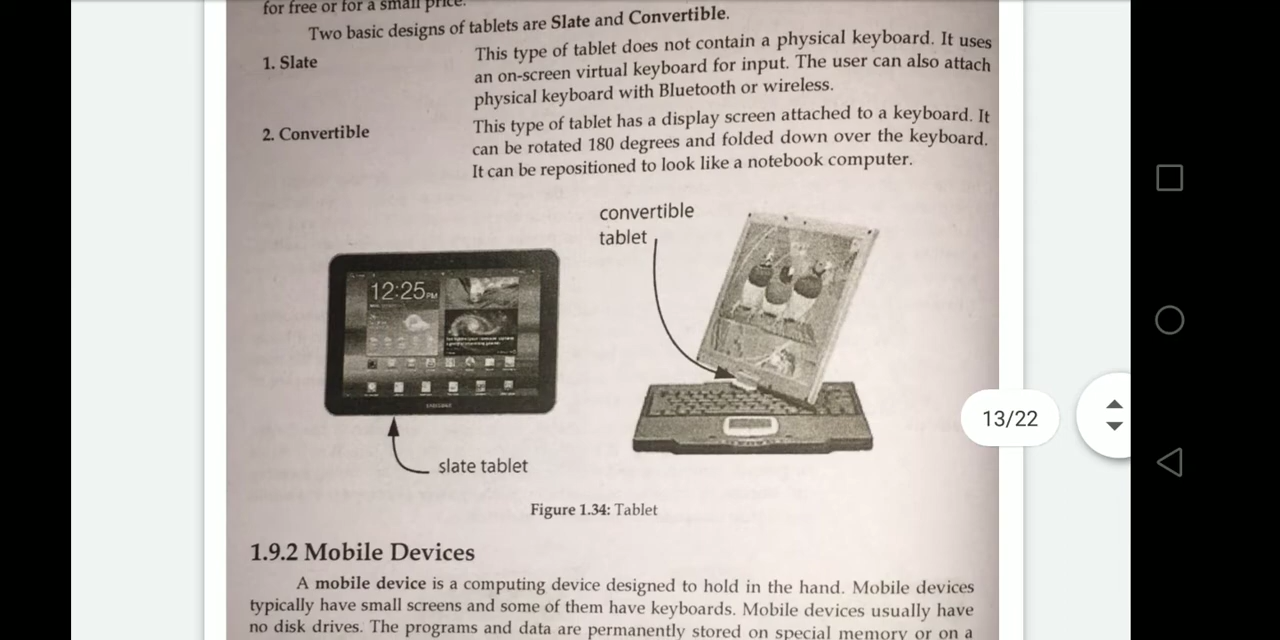 for free or for a small price.
Two basic designs of tablets are Slate and Convertible.
1. Slate
This type of tablet does not contain a physical keyboard. It uses
an on-screen virtual keyboard for input. The user can also attach
physical keyboard with Bluetooth or wireless.
2. Convertible
This type of tablet has a display screen attached to a keyboard. It
can be rotated 180 degrees and folded down over the keyboard.
It can be repositioned to look like a notebook computer.
convertible
tablet
12:25PM
SAMSUNG
slate tablet
13/22
Figure 1.34: Tablet
1.9.2 Mobile Devices
A mobile device is a computing device designed to hold in the hand. Mobile devices
typically have small screens and some of them have keyboards. Mobile devices usually have
no disk drives. The programs and data are permanently stored on special memory or on a